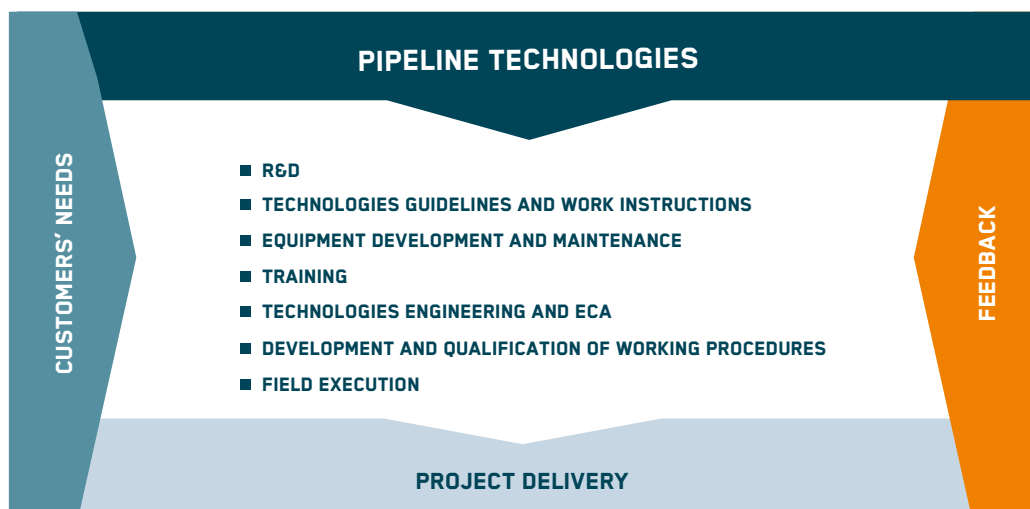 PIPELINE TECHNOLOGIES
CUSTOMERS' NEEDS
■ R&D
■ TECHNOLOGIES GUIDELINES AND WORK INSTRUCTIONS
■ EQUIPMENT DEVELOPMENT AND MAINTENANCE
■ TRAINING
■ TECHNOLOGIES ENGINEERING AND ECA
■ DEVELOPMENT AND QUALIFICATION OF WORKING PROCEDURES
■ FIELD EXECUTION
FEEDBACK
PROJECT DELIVERY